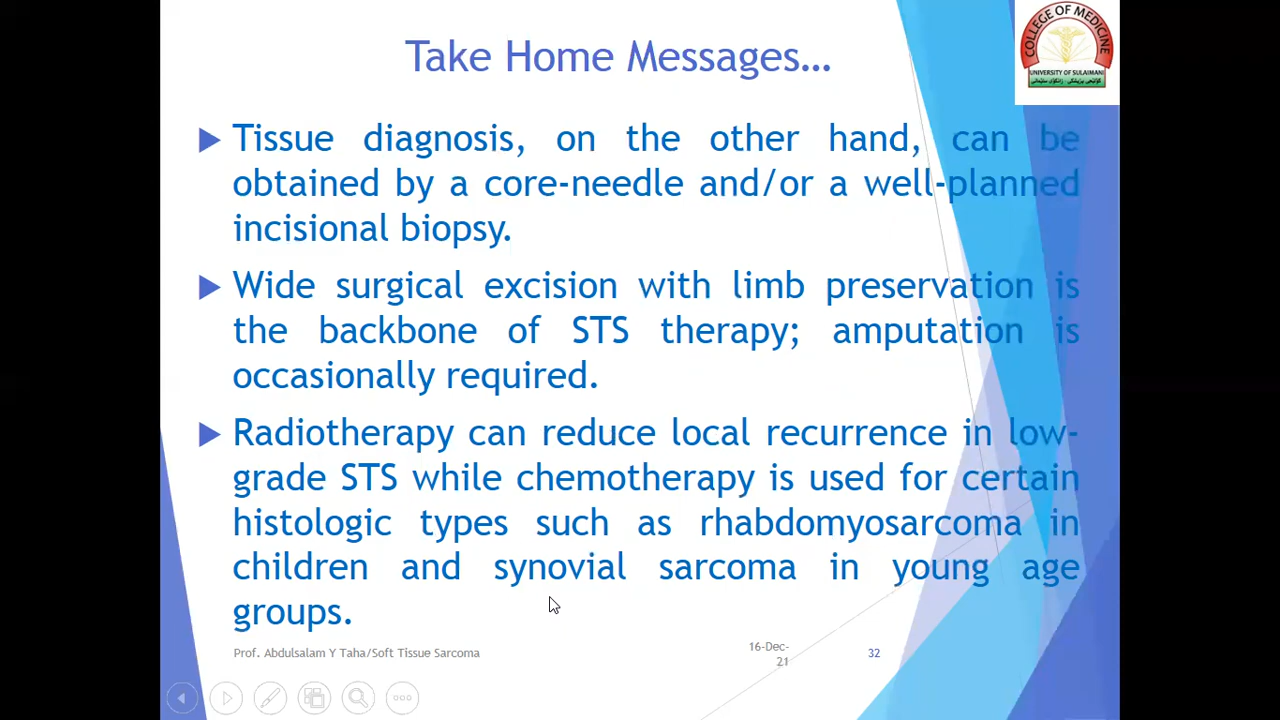 Take Home Messages...
COLLEGE OF MEDICINE
UNIVERSITY OF SULAIMANI
Tissue diagnosis, on the other hand, can be
obtained by a core-needle and/or a well-planned
incisional biopsy.
Wide surgical excision with limb preservation is
the backbone of STS therapy; amputation is
occasionally required.
Radiotherapy can reduce local recurrence in low-
grade STS while chemotherapy is used for certain
histologic types such as rhabdomyosarcoma in
children and synovial sarcoma in young age
groups.
Prof. Abdulsalam Y Taha/Soft Tissue Sarcoma
16-Dec-
21
32